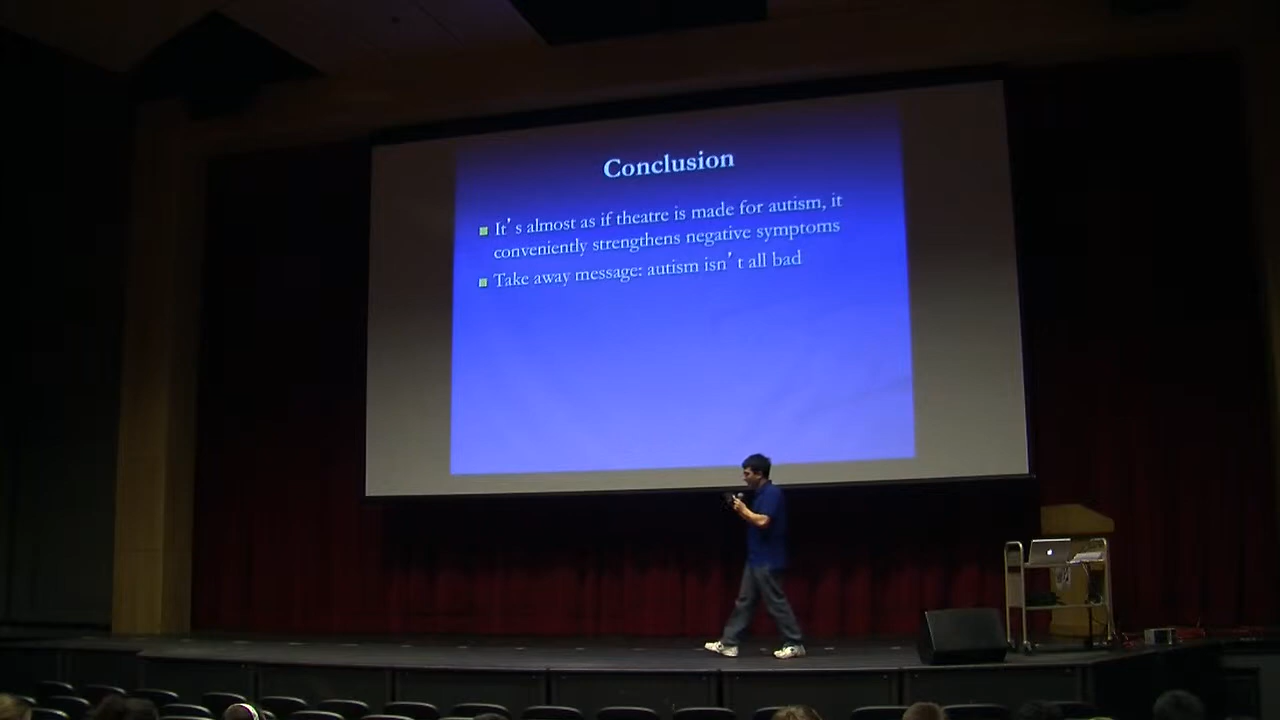 Conclusion
It's almost as if theatre is made for autism, it
conveniently strengthens negative symptoms
Take away message: autism isn't all bad